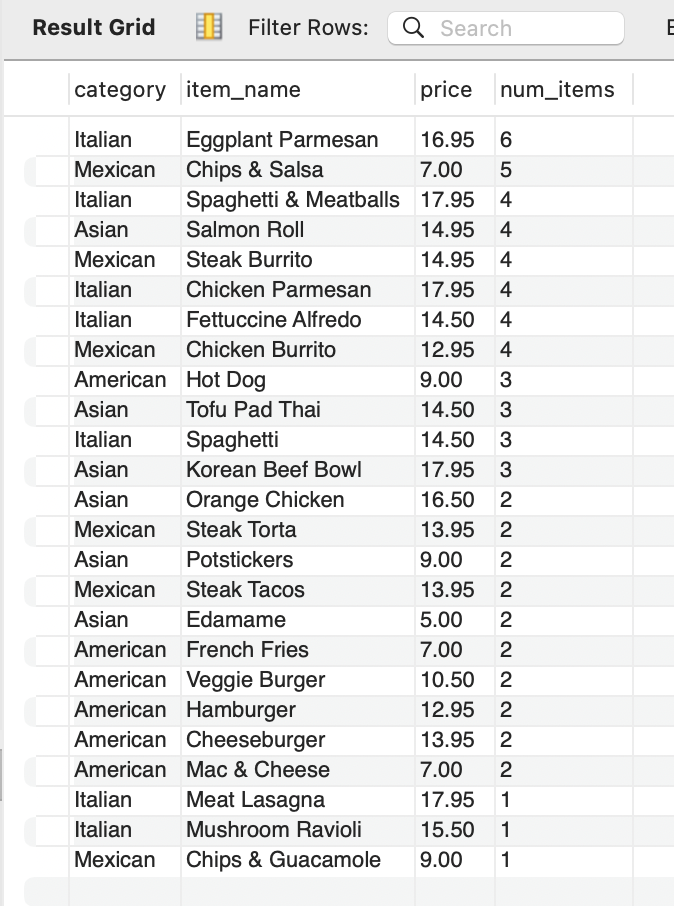 Result Grid Filter Rows: Search E
category item_name price num_items
Italian Eggplant Parmesan 16.95 6
Mexican Chips & Salsa 7.00 5
Italian Spaghetti & Meatballs 17.95 4
Asian Salmon Roll 14.95 4
Mexican Steak Burrito 14.95 4
Italian Chicken Parmesan 17.95 4
Italian Fettuccine Alfredo 14.50 4
Mexican Chicken Burrito 12.95 4
American Hot Dog 9.00 3
Asian Tofu Pad Thai 14.50 3
Italian Spaghetti 14.50 3
Asian Korean Beef Bowl 17.95 3
Asian Orange Chicken 16.50 2
Mexican Steak Torta 13.95 2
Asian Potstickers 9.00 2
Mexican Steak Tacos 13.95 2
Asian Edamame 5.00 2
American French Fries 7.00 2
American Veggie Burger 10.50 2
American Hamburger 12.95 2
American Cheeseburger 13.95 2
American Mac & Cheese 7.00 2
Italian Meat Lasagna 17.95 1
Italian Mushroom Ravioli 15.50 1
Mexican Chips & Guacamole 9.00 1